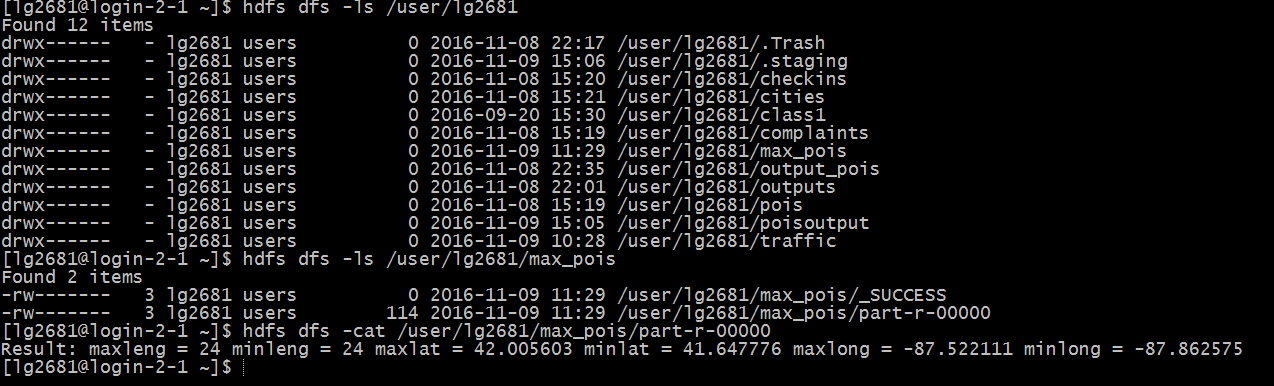 [lg2681@login-2-1 ~]$ hdfs dfs -ls /user/lg2681
Found 12 items
drwx------   - lg2681 users          0 2016-11-08 22:17 /user/lg2681/.Trash
drwx------   - lg2681 users          0 2016-11-09 15:06 /user/lg2681/.staging
drwx------   - lg2681 users          0 2016-11-08 15:20 /user/lg2681/checkins
drwx------   - lg2681 users          0 2016-11-08 15:21 /user/lg2681/cities
drwx------   - lg2681 users          0 2016-09-20 15:30 /user/lg2681/class1
drwx------   - lg2681 users          0 2016-11-08 15:19 /user/lg2681/complaints
drwx------   - lg2681 users          0 2016-11-09 11:29 /user/lg2681/max_pois
drwx------   - lg2681 users          0 2016-11-08 22:35 /user/lg2681/output_pois
drwx------   - lg2681 users          0 2016-11-08 22:01 /user/lg2681/outputs
drwx------   - lg2681 users          0 2016-11-08 15:19 /user/lg2681/pois
drwx------   - lg2681 users          0 2016-11-09 15:05 /user/lg2681/poisoutput
drwx------   - lg2681 users          0 2016-11-09 10:28 /user/lg2681/traffic
[lg2681@login-2-1 ~]$ hdfs dfs -ls /user/lg2681/max_pois
Found 2 items
-rw-------   3 lg2681 users          0 2016-11-09 11:29 /user/lg2681/max_pois/_SUCCESS
-rw-------   3 lg2681 users        114 2016-11-09 11:29 /user/lg2681/max_pois/part-r-00000
[lg2681@login-2-1 ~]$ hdfs dfs -cat /user/lg2681/max_pois/part-r-00000
Result: maxleng = 24 minleng = 24 maxlat = 42.005603 minlat = 41.647776 maxlong = -87.522111 minlong = -87.862575
[lg2681@login-2-1 ~]$